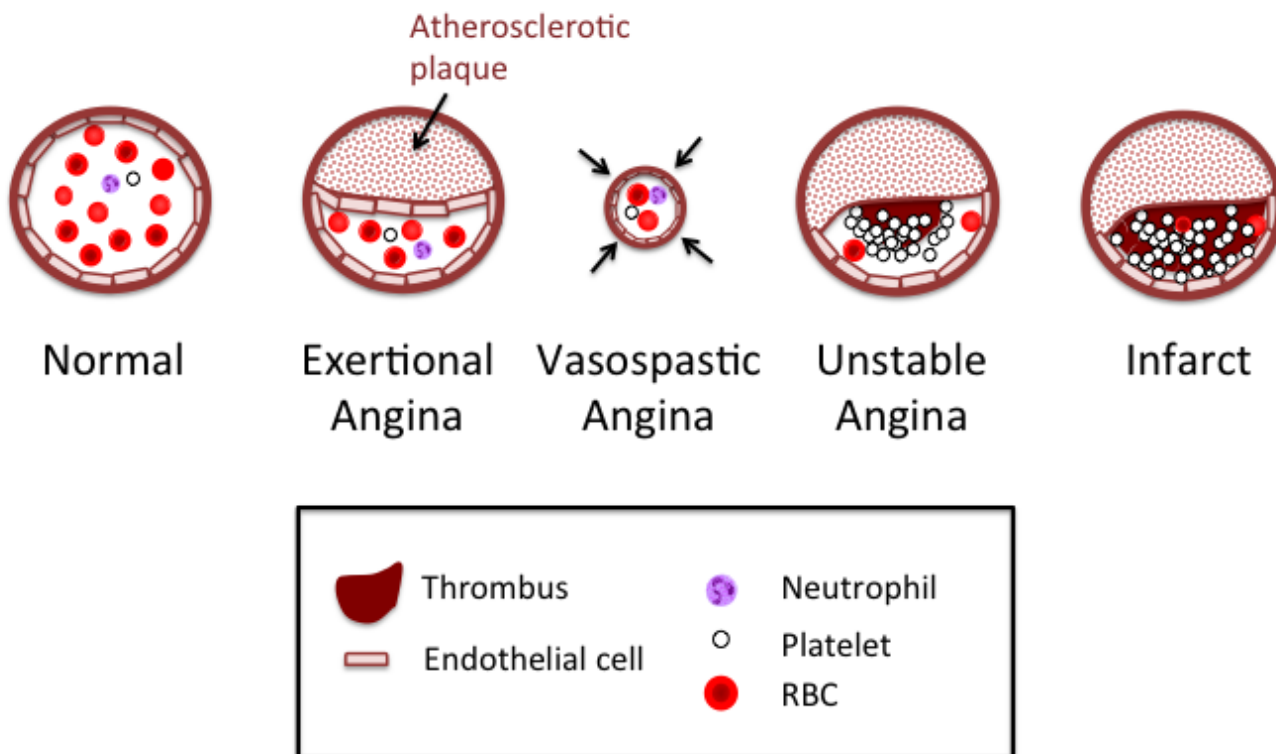 Atherosclerotic
plaque
Normal
Exertional
Angina
Vasospastic
Angina
Unstable
Angina
Infarct
Thrombus
Endothelial cell
Neutrophil
Platelet
RBC